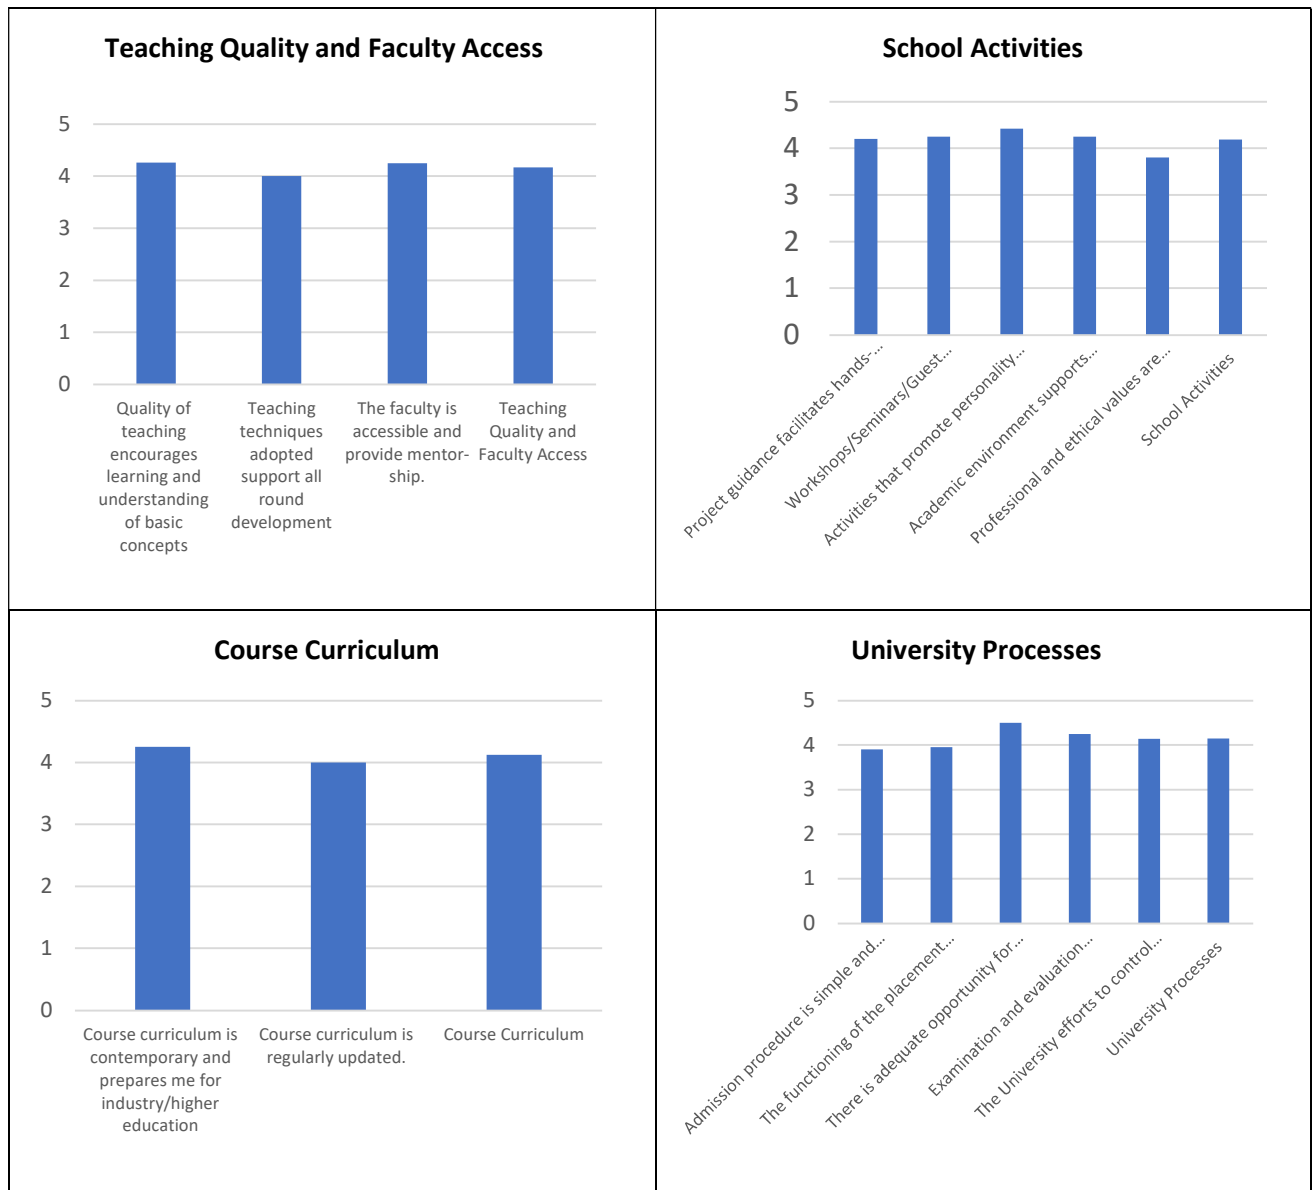 Teaching Quality and Faculty Access
5
4
3
2
1
0
Quality of
teaching
encourages
learning and
understanding
of basic
concepts
Teaching
techniques
adopted
support all
round
development
The faculty is
accessible and
provide mentor-
ship.
Teaching
Quality and
Faculty Access
School Activities
5
4
3
2
1
0
Project guidance facilitates hands-...
Workshops/Seminars/Guest...
Activities that promote personality...
Academic environment supports...
Professional and ethical values are...
School Activities
Course Curriculum
5
4
3
2
1
0
Course curriculum is
contemporary and
prepares me for
industry/higher
education
Course curriculum is
regularly updated.
Course Curriculum
University Processes
5
4
3
2
1
0
Admission procedure is simple and...
The functioning of the placement...
There is adequate opportunity for...
Examination and evaluation...
The University efforts to control...
University Processes